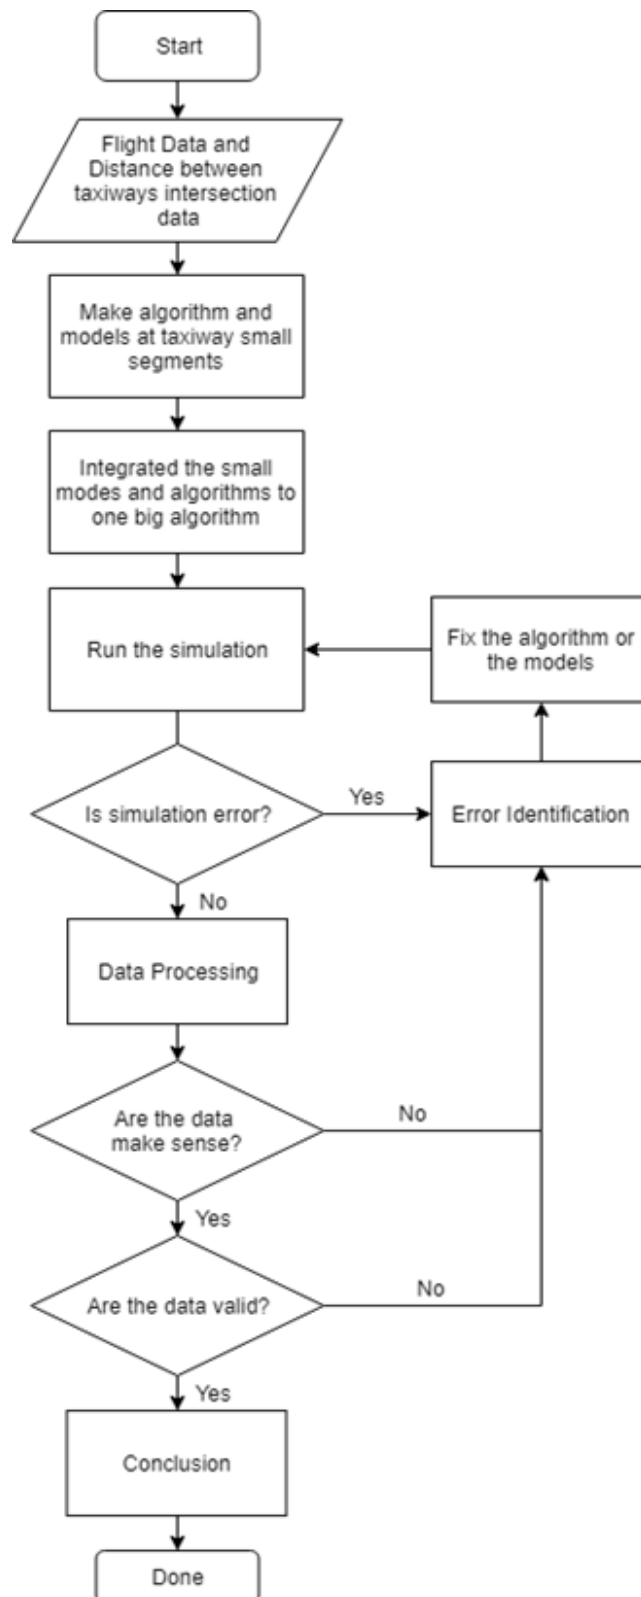 Start
Flight Data and
Distance between
taxiways intersection
data
Make algorithm and
models at taxiway small
segments
Integrated the small
modes and algorithms to
one big algorithm
Run the simulation
Fix the algorithm or
the models
Is simulation error?
Yes
Error Identification
No
Data Processing
Are the data
make sense?
No
Yes
Are the data valid?
No
Yes
Conclusion
Done